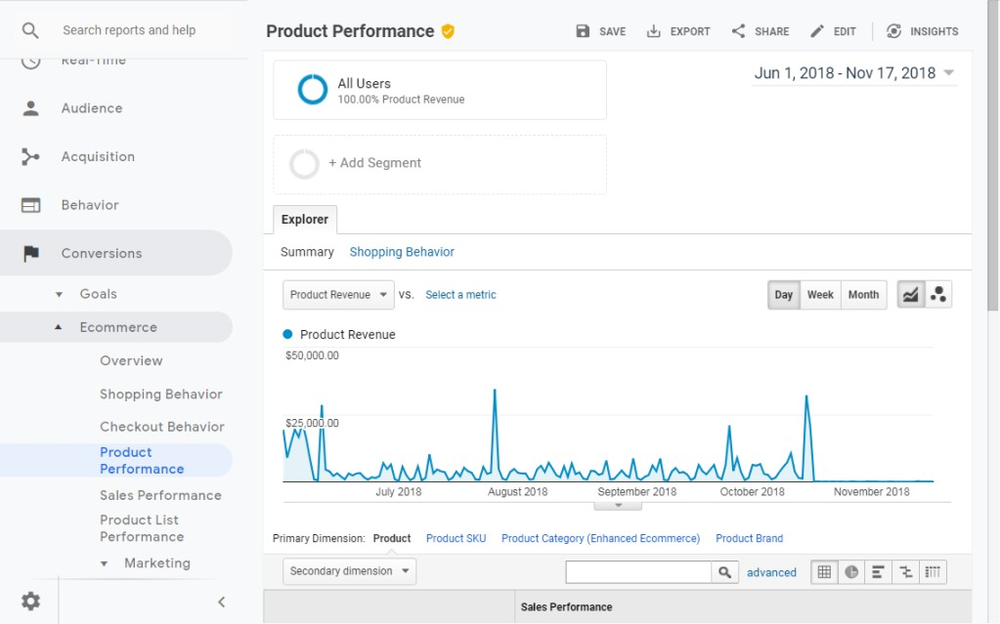 Search reports and help
Real-Time
Audience
Acquisition
Behavior
Conversions
Goals
Ecommerce
Overview
Shopping Behavior
Checkout Behavior
Product
Performance
Sales Performance
Product List
Performance
Marketing
Product Performance
SAVE
EXPORT
SHARE
EDIT
INSIGHTS
All Users
100.00% Product Revenue
Jun 1, 2018 - Nov 17, 2018
+ Add Segment
Explorer
Summary
Shopping Behavior
Product Revenue
VS.
Select a metric
Day
Week
Month
Product Revenue
$50,000.00
$25,000.00
July 2018
August 2018
September 2018
October 2018
November 2018
Primary Dimension:
Product
Product SKU
Product Category (Enhanced Ecommerce)
Product Brand
Secondary dimension
advanced
Sales Performance